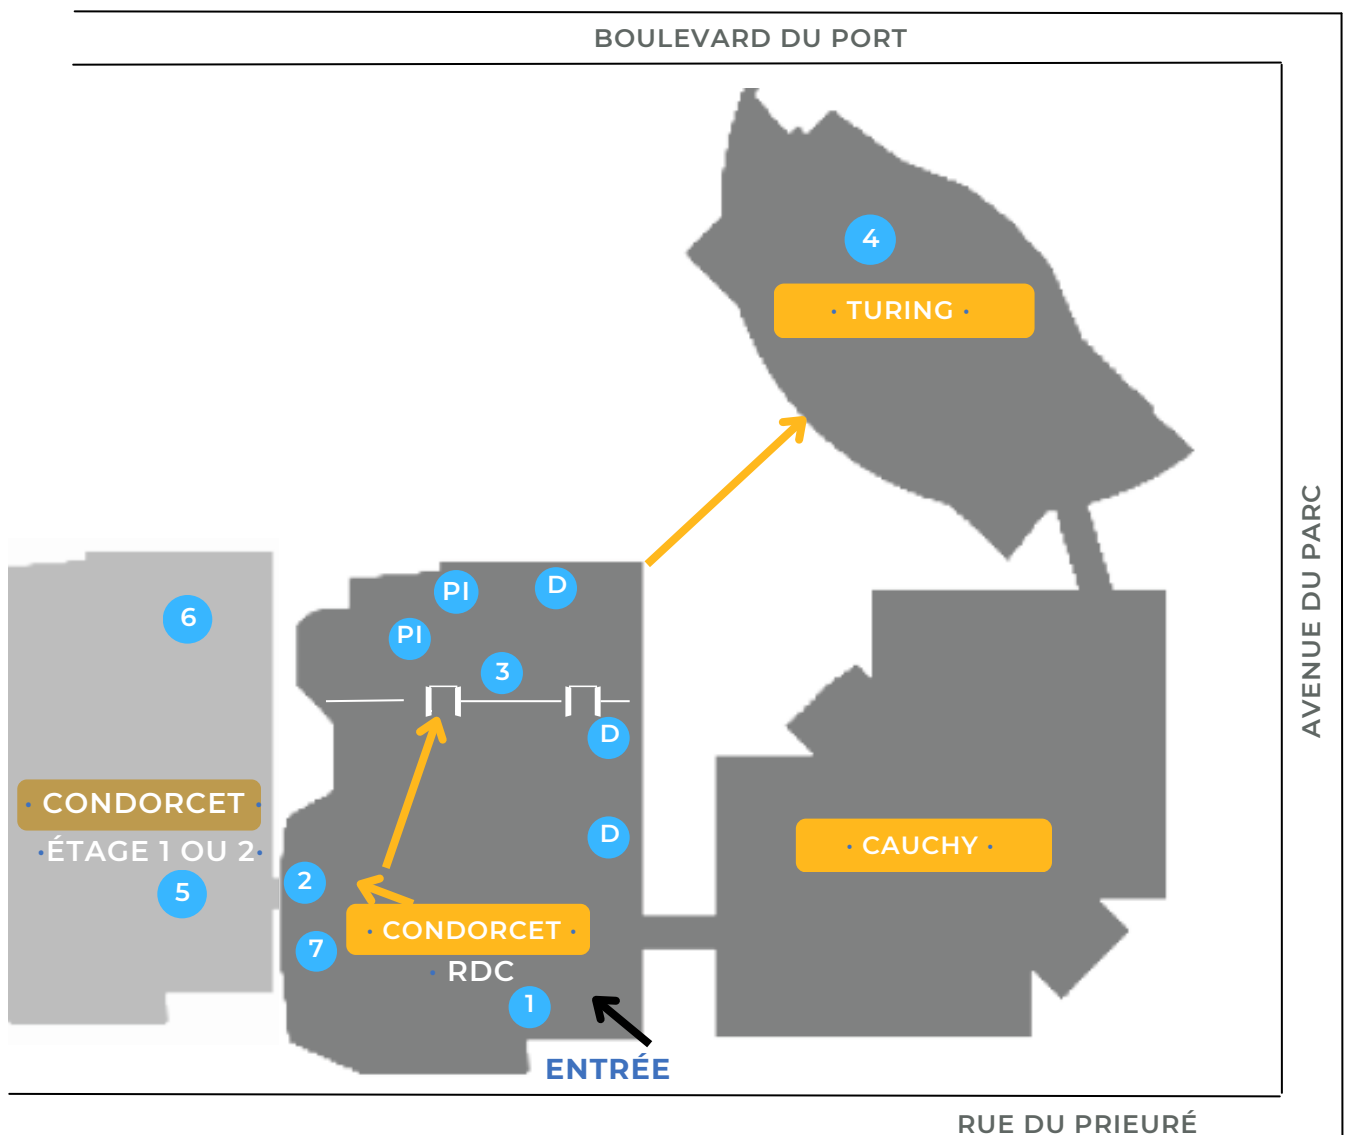 BOULEVARD DU PORT
4
• TURING •
AVENUE DU PARC
6
PI
D
PI
3
D
• CONDORCET •
•ÉTAGE 1 OU 2•
5
D
• CAUCHY •
2
7
• CONDORCET •
• RDC
1
ENTRÉE
RUE DU PRIEURÉ